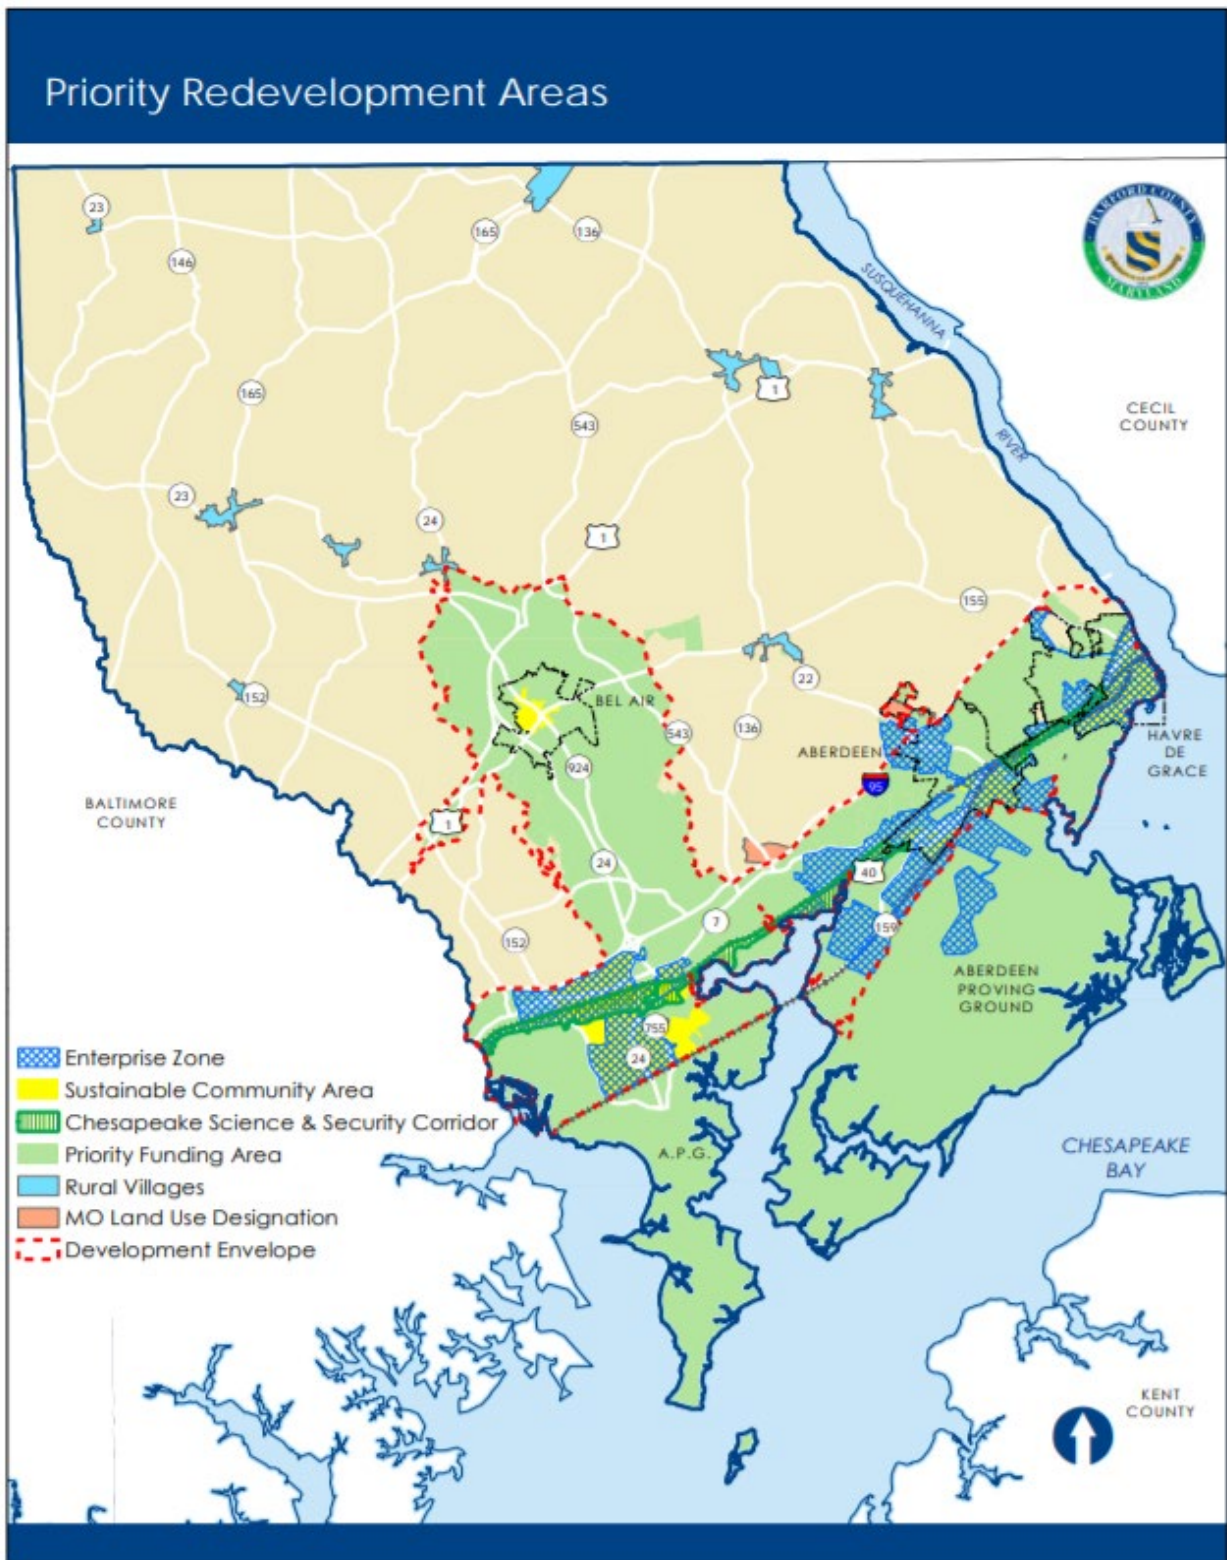 Priority Redevelopment Areas
HARFORD COUNTY
MARYLAND
23
165
136
146
SUSQUEHANNA
RIVER
1
165
543
CECIL
COUNTY
23
24
1
155
152
BEL AIR
22
543
136
ABERDEEN
HAVRE
DE
GRACE
924
95
BALTIMORE
COUNTY
1
24
40
7
159
152
ABERDEEN
PROVING
GROUND
755
24
Enterprise Zone
Sustainable Community Area
Chesapeake Science & Security Corridor
Priority Funding Area
Rural Villages
MO Land Use Designation
Development Envelope
A.P.G.
CHESAPEAKE
BAY
KENT
COUNTY